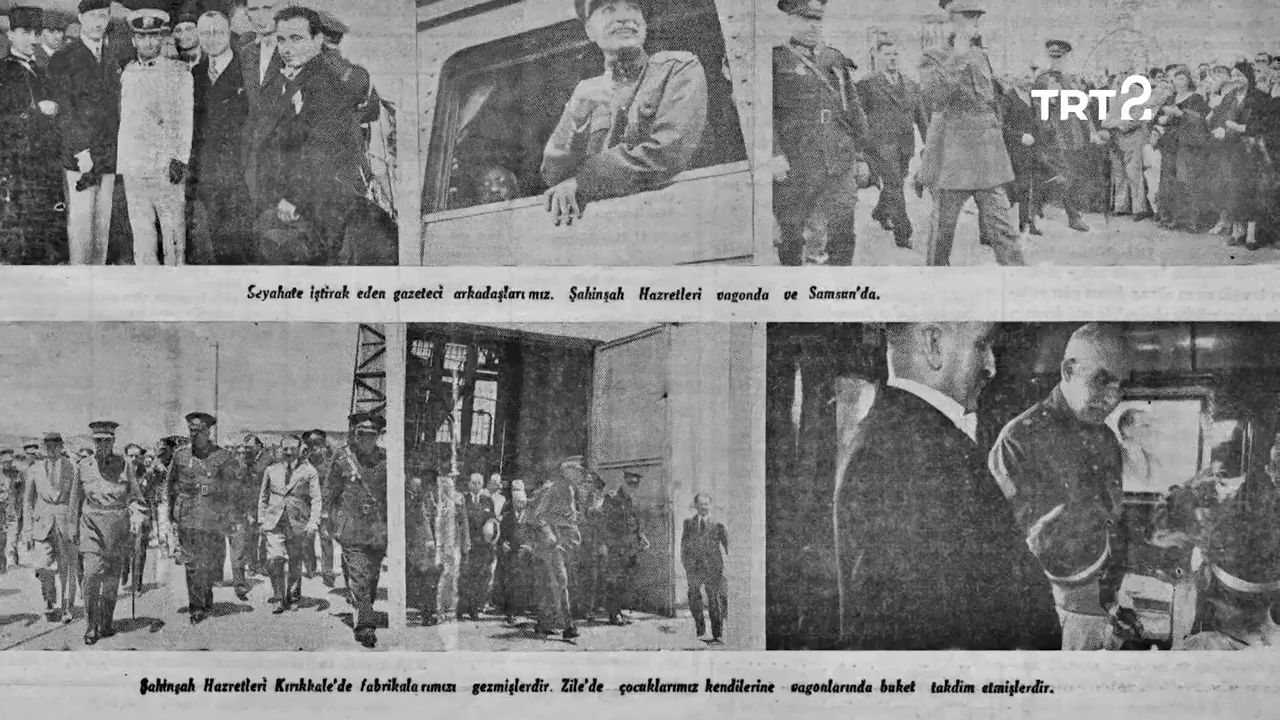 TRT2
Seyahate iştirak eden gazeteci arkadaşlarımız. Şahinşah Hazretleri vagonda ve Samsun'da.
Şahinşah Hazretleri Kırıkkale'de fabrikalarımızı gezmişlerdir. Zile'de çocuklarımız kendilerine vagonlarında buket takdim etmişlerdir.